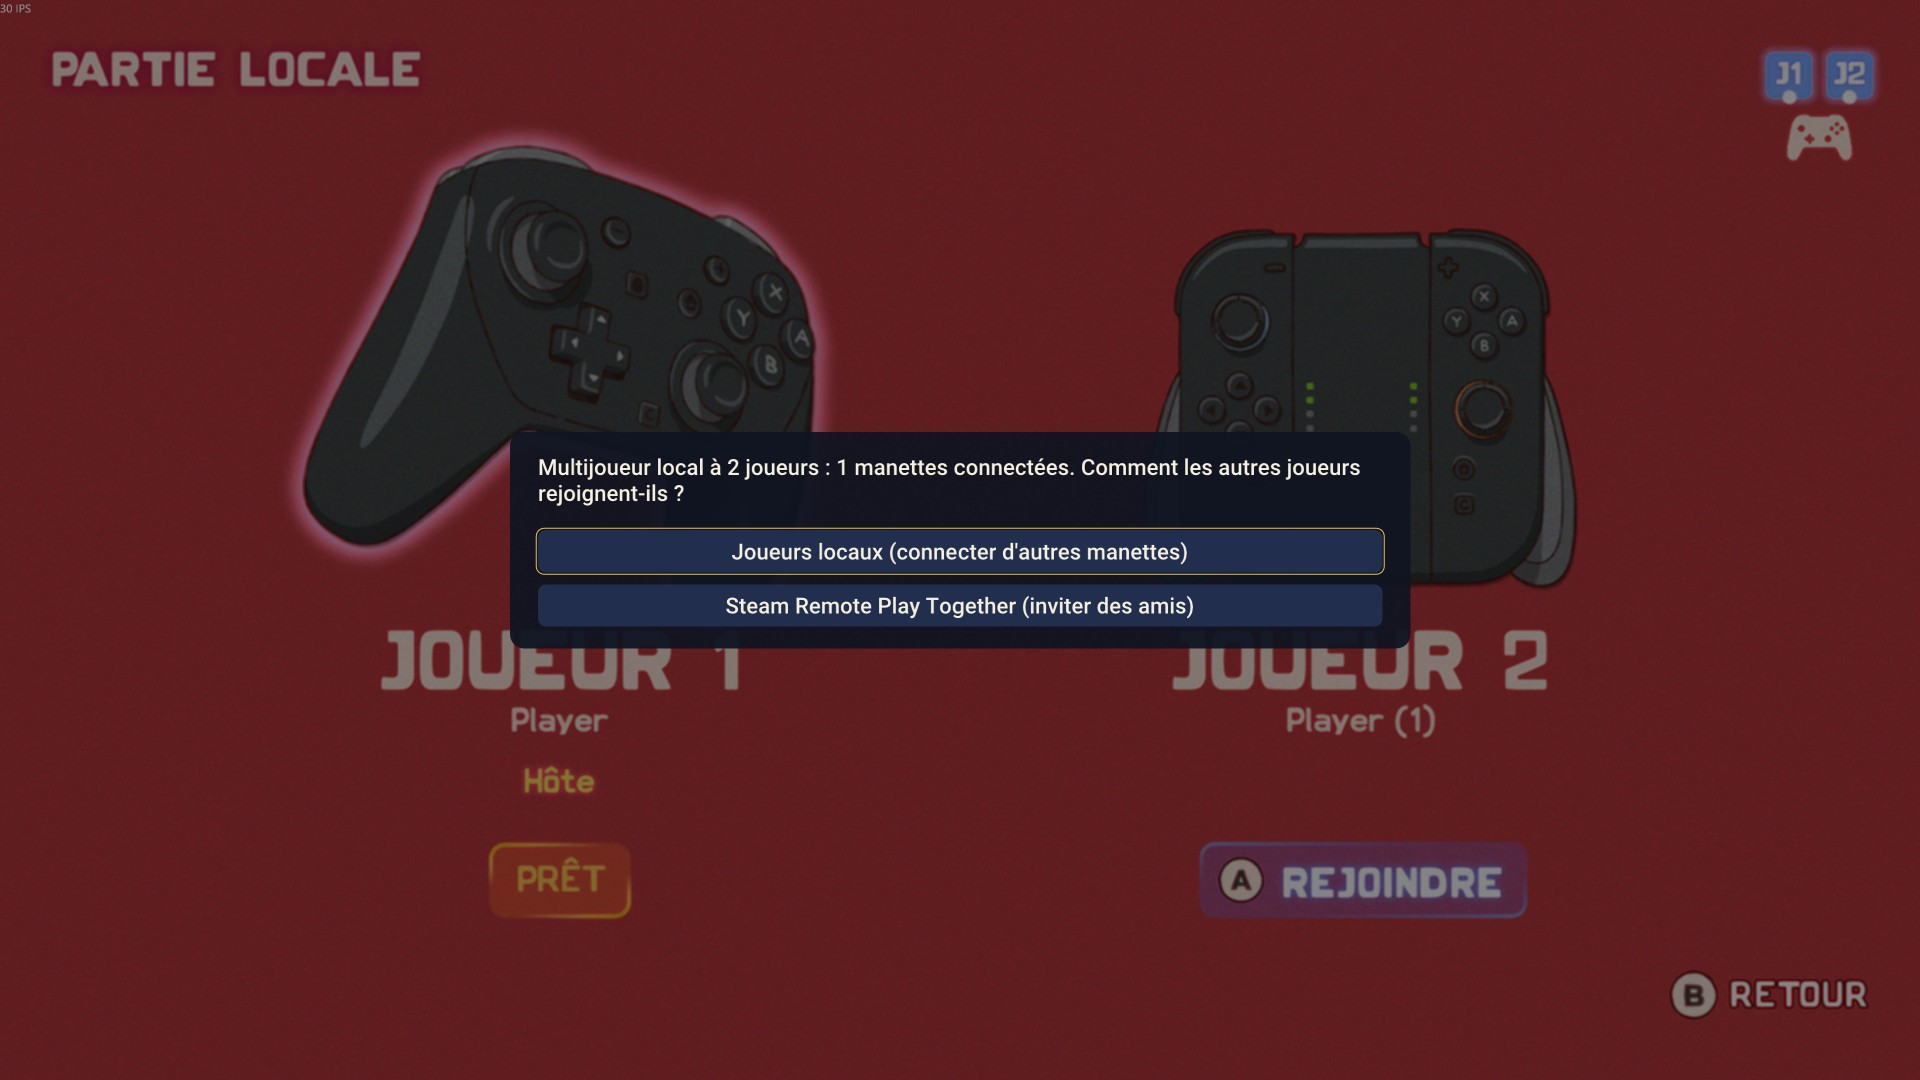 30 IPS
PARTIE LOCALE
J1 J2
X
Y A
B
C
X
Y A
B
C
Multijoueur local à 2 joueurs : 1 manettes connectées. Comment les autres joueurs
rejoignent-ils ?
Joueurs locaux (connecter d'autres manettes)
Steam Remote Play Together (inviter des amis)
JOUEUR 1
JOUEUR 2
Player
Player (1)
Hôte
PRÊT
A REJOINDRE
B RETOUR